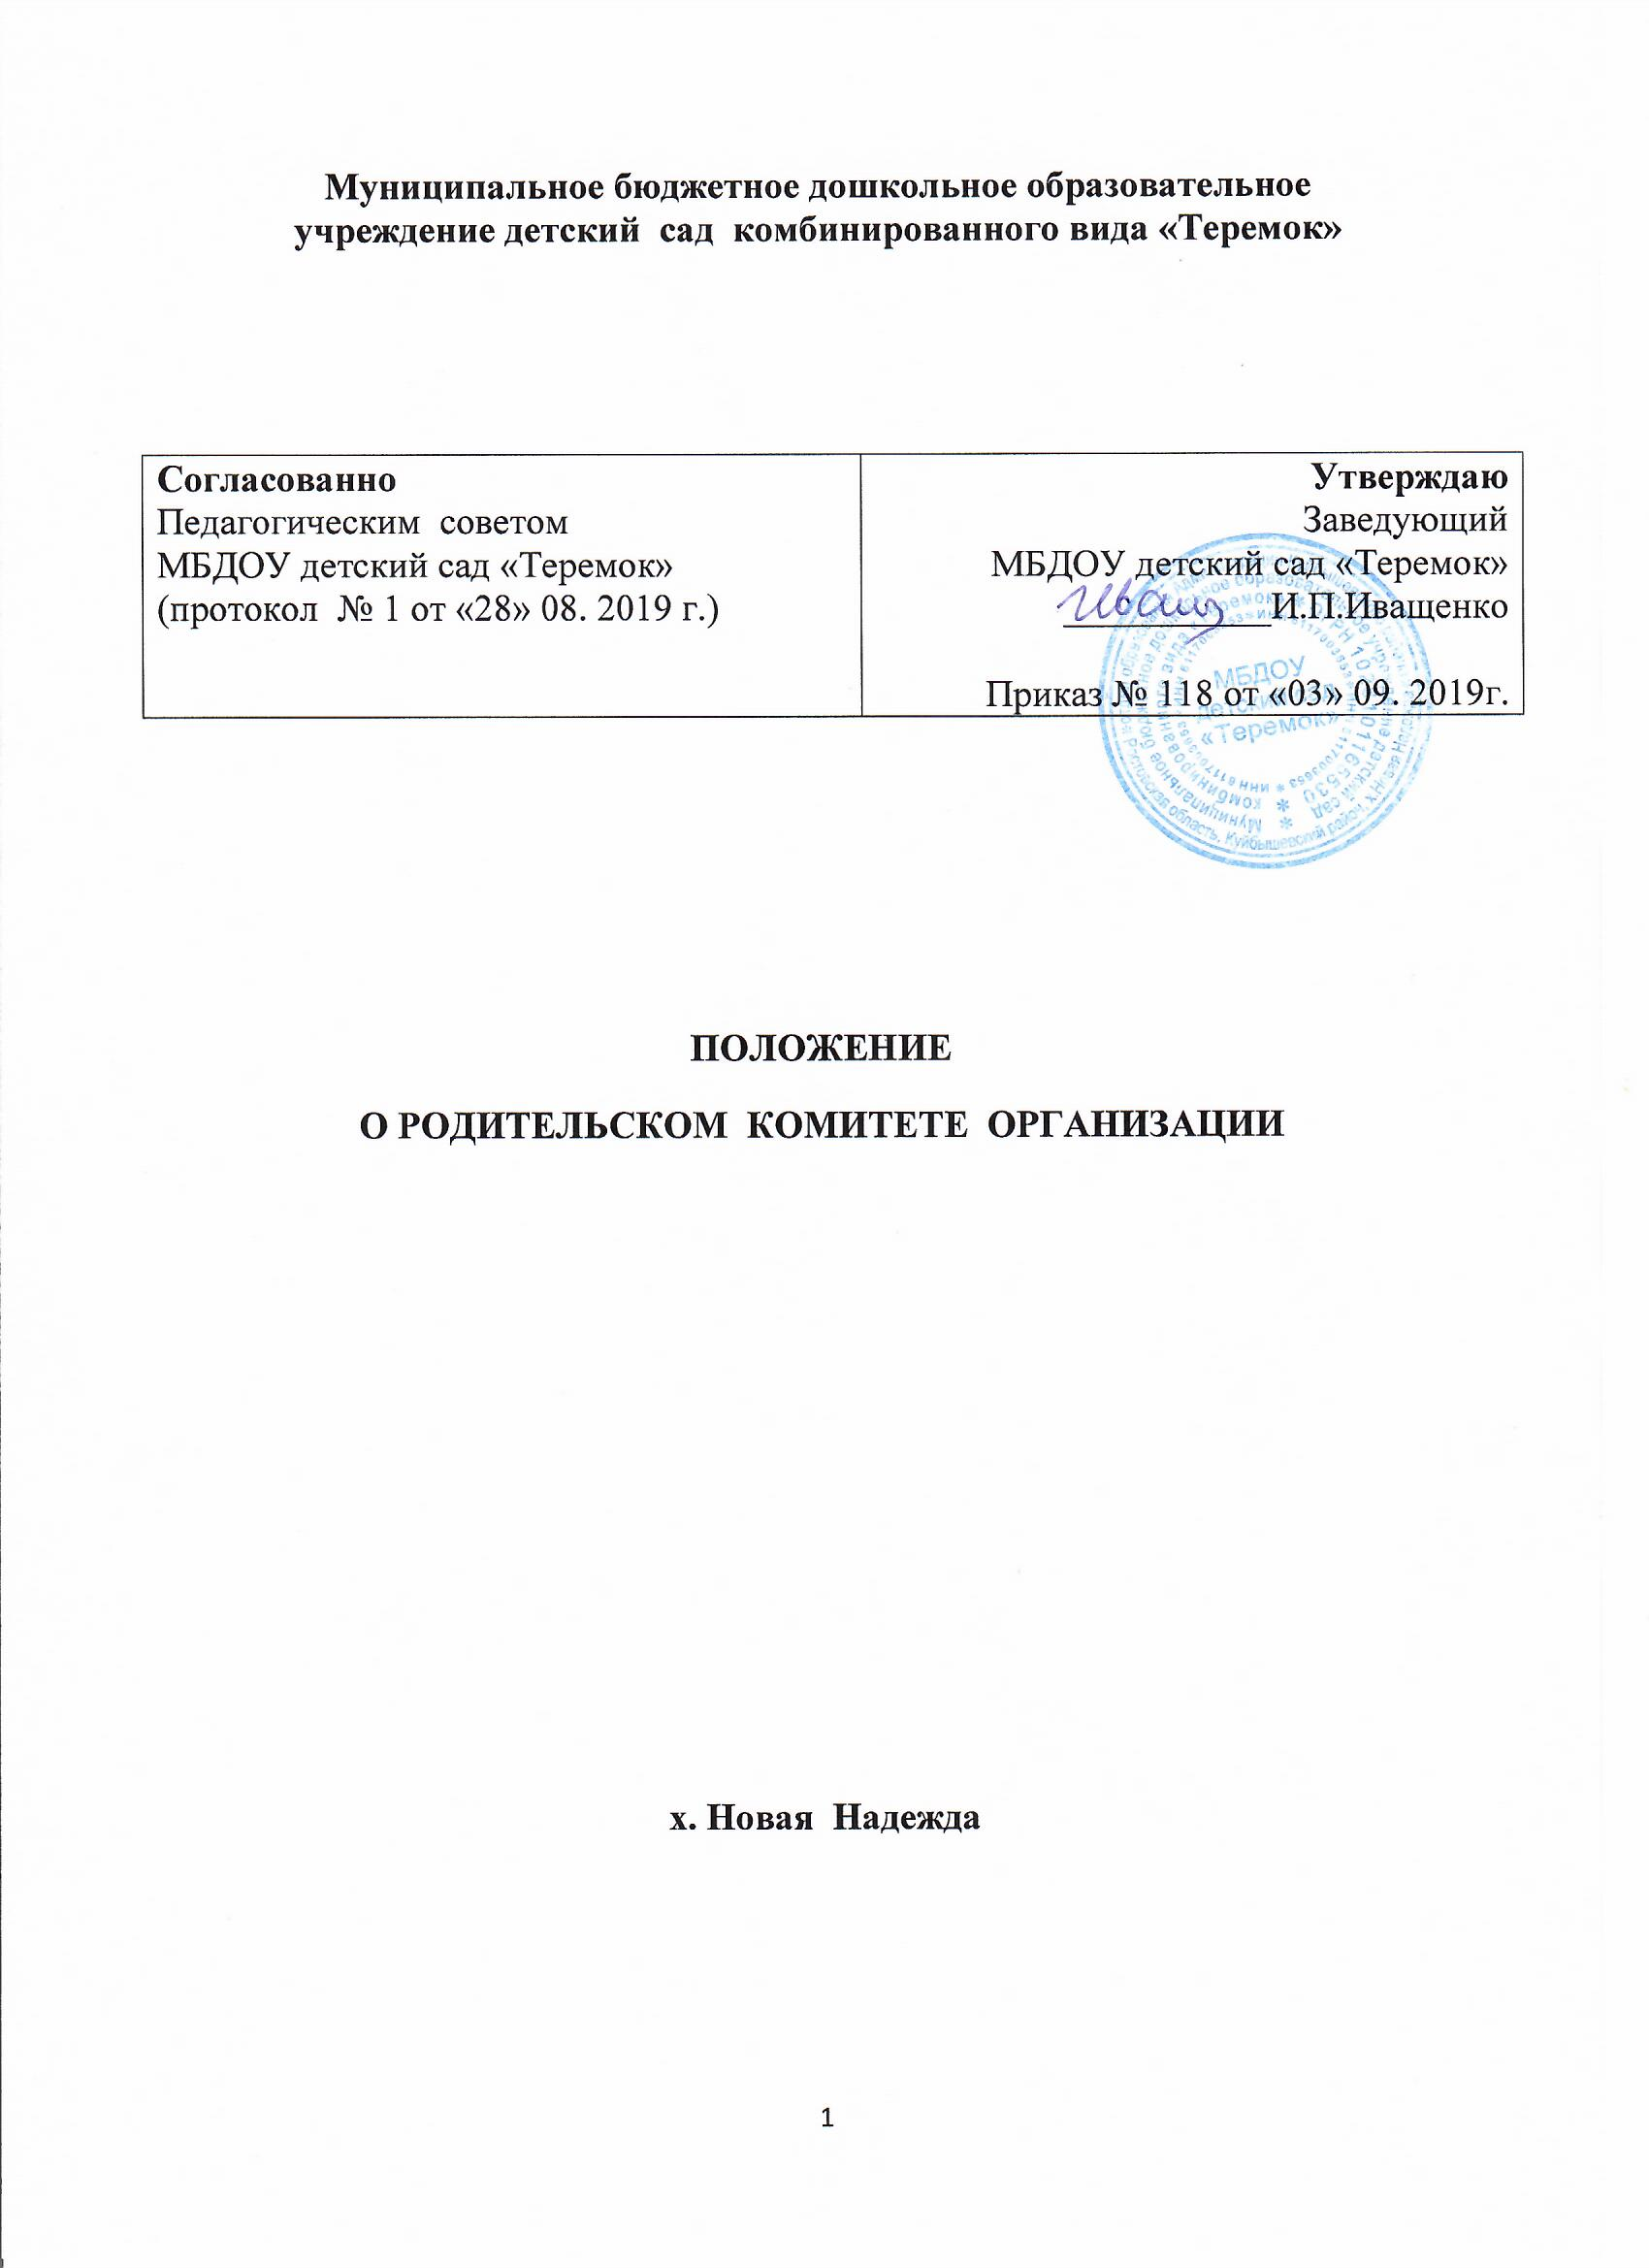 Муниципальное бюджетное дошкольное образовательное
учреждение детский сад комбинированного вида «Теремок»
Согласованно
Педагогическим советом
МБДОУ детский сад «Теремок»
(протокол № 1 от «28» 08. 2019 г.)
Утверждаю
Заведующий
МБДОУ детский сад «Теремок»
И.П.Иващенко
Приказ № 118 от «03» 09. 2019г.
МБДОУ
детский сад
«Теремок»
ПОЛОЖЕНИЕ
О РОДИТЕЛЬСКОМ КОМИТЕТЕ ОРГАНИЗАЦИИ
х. Новая Надежда
1